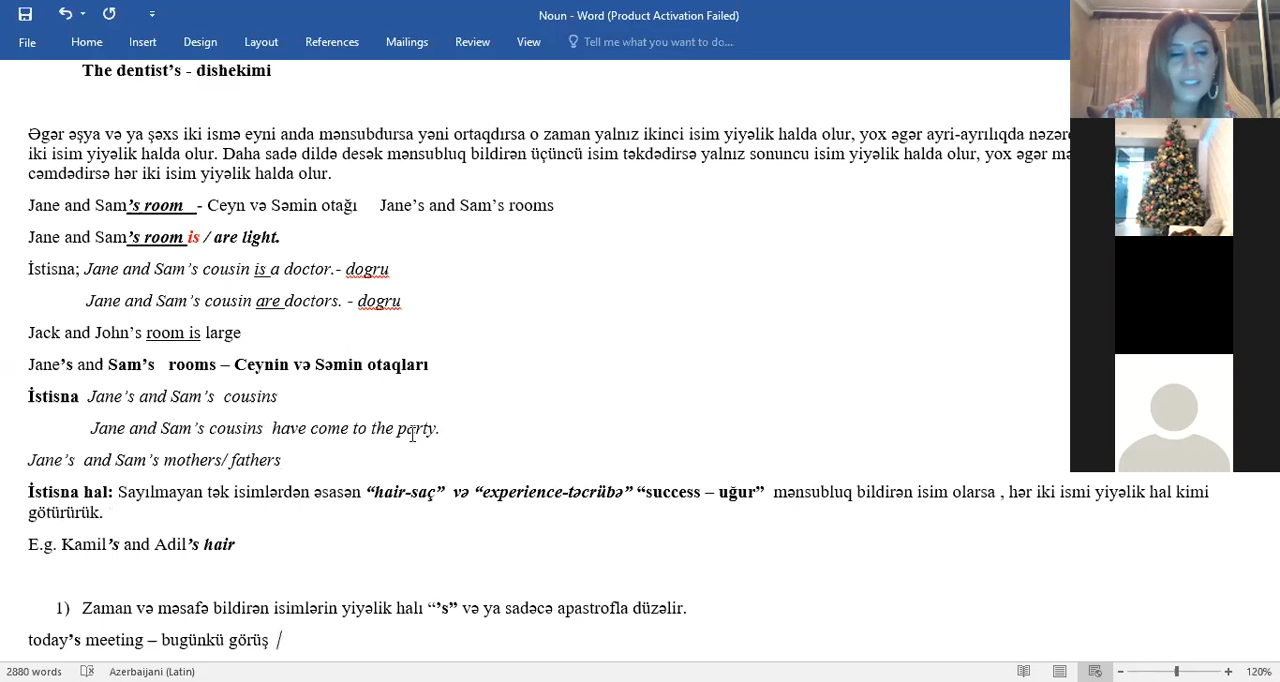 Noun - Word (Product Activation Failed)
File Home Insert Design Layout References Mailings Review View Tell me what you want to do...
The dentist’s - dishekimi
Əgər əşya və ya şəxs iki ismə eyni anda mənsubdursa yəni ortaqdırsa o zaman yalnız ikinci isim yiyəlik halda olur, yox əgər ayri-ayrılıqda
iki isim yiyəlik halda olur. Daha sadə dildə desək mənsubluq bildirən üçüncü isim təkdədirsə yalnız sonuncu isim yiyəlik halda olur, yox əgər
cəmdədirsə hər iki isim yiyəlik halda olur.
Jane and Sam’s room - Ceyn və Səmin otağı Jane’s and Sam’s rooms
Jane and Sam’s room is / are light.
İstisna; Jane and Sam’s cousin is a doctor.- dogru
Jane and Sam’s cousin are doctors. - dogru
Jack and John’s room is large
Jane’s and Sam’s rooms – Ceynin və Səmin otaqları
İstisna Jane’s and Sam’s cousins
Jane and Sam’s cousins have come to the party.
Jane’s and Sam’s mothers/ fathers
İstisna hal: Sayılmayan tək isimlərdən əsasən “hair-saç” və “experience-təcrübə” “success – uğur” mənsubluq bildirən isim olarsa , hər iki ismi yiyəlik hal kimi
götürürük.
E.g. Kamil’s and Adil’s hair
1) Zaman və məsafə bildirən isimlərin yiyəlik halı “’s” və ya sadəcə apastrofla düzəlir.
today’s meeting – bugünkü görüş /
2880 words Azerbaijani (Latin) 120%